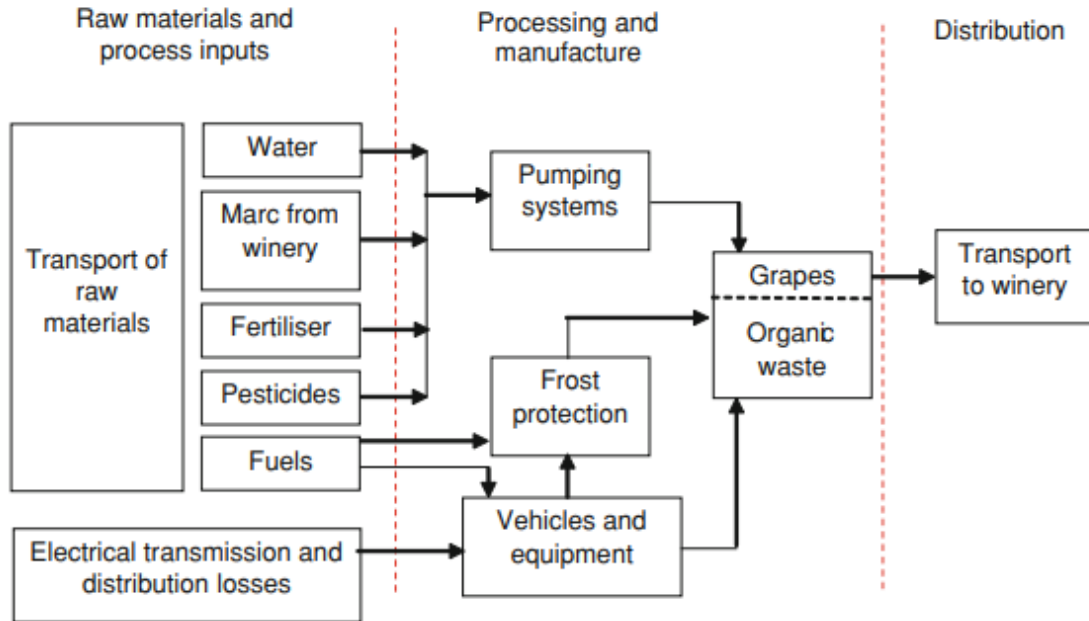 Raw materials and
process inputs
Processing and
manufacture
Distribution
Transport of
raw
materials
Water
Marc from
winery
Fertiliser
Pesticides
Fuels
Electrical transmission and
distribution losses
Pumping
systems
Frost
protection
Vehicles and
equipment
Grapes
Organic
waste
Transport
to winery